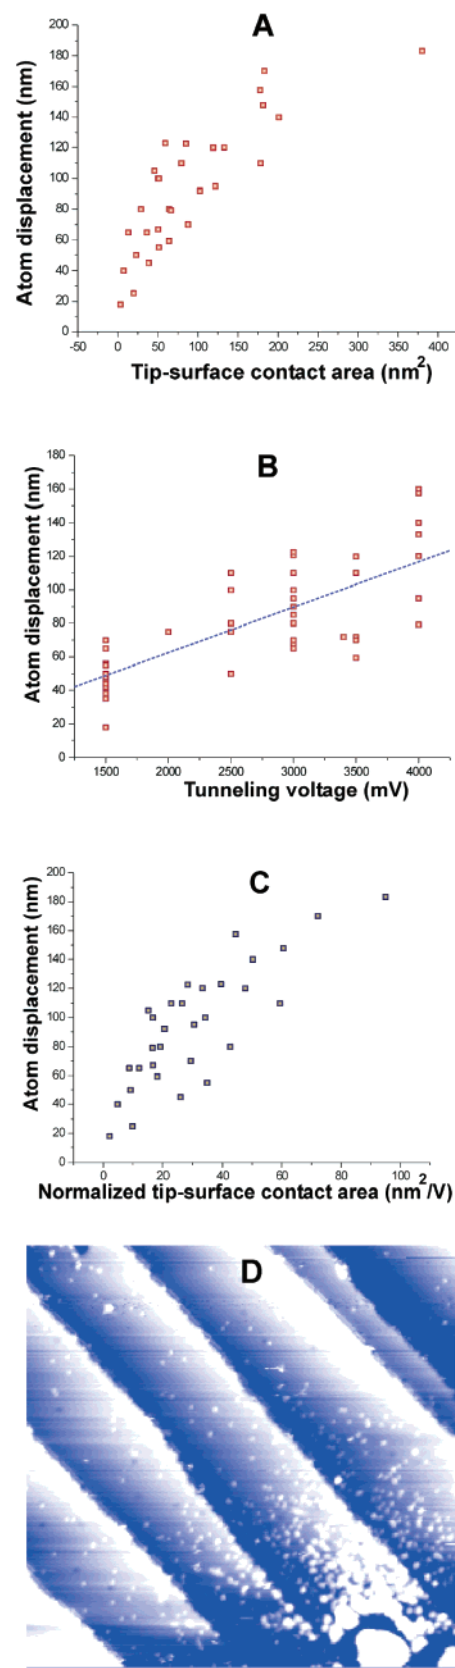 A
Atom displacement (nm)
200
180
160
140
120
100
80
60
40
20
0
-50 0 50 100 150 200 250 300 350 400
Tip-surface contact area (nm²)
B
Atom displacement (nm)
180
160
140
120
100
80
60
40
20
0
1500 2000 2500 3000 3500 4000
Tunneling voltage (mV)
C
Atom displacement (nm)
200
180
160
140
120
100
80
60
40
20
0
0 20 40 60 80 100
Normalized tip-surface contact area (nm²/V)
D